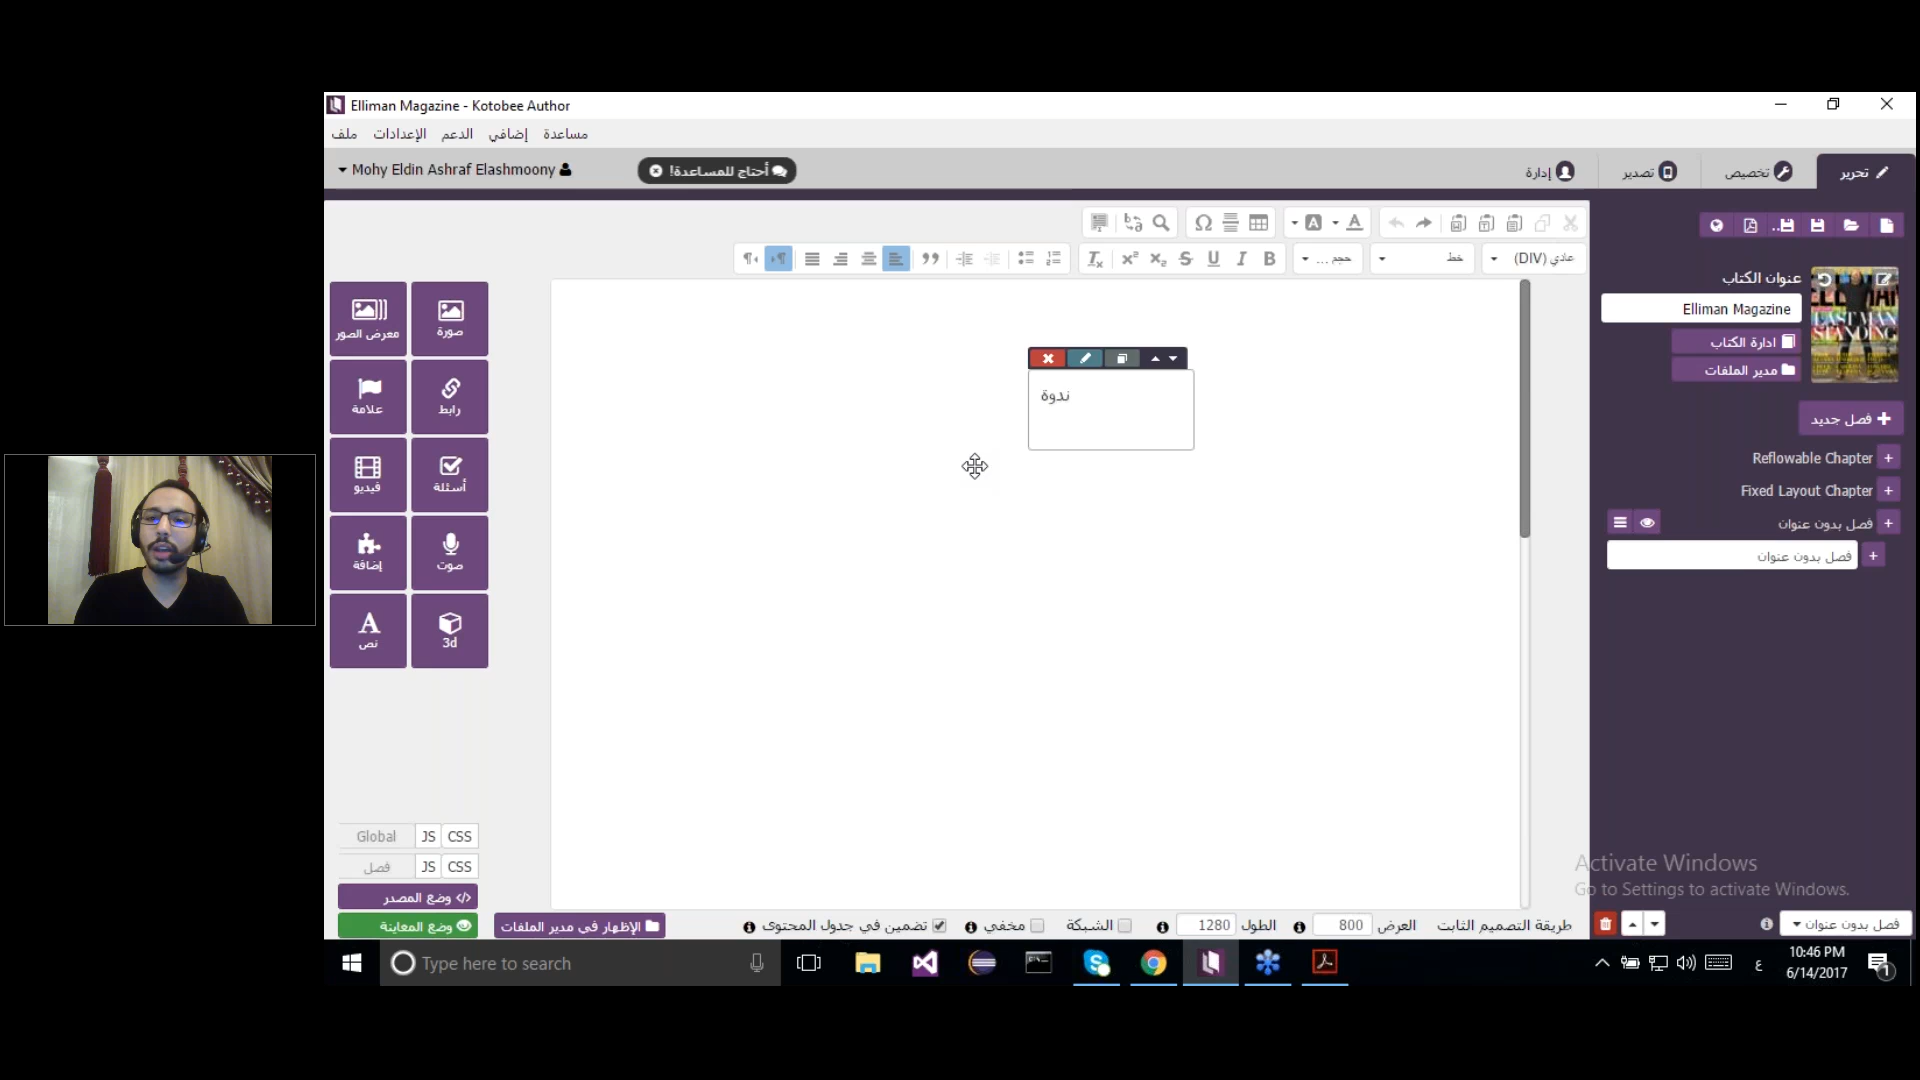 Elliman Magazine - Kotobee Author
ملف الإعدادات الدعم إضافي مساعدة
Mohy Eldin Ashraf Elashmoony
أحتاج للمساعدة!
إدارة
تصدير
تخصيص
تحرير
عادي (DIV)
خط
حجم ...
عنوان الكتاب
Elliman Magazine
ادارة الكتاب
مدير الملفات
LAST MAN
STANDING
فصل جديد
Reflowable Chapter
Fixed Layout Chapter
فصل بدون عنوان
فصل بدون عنوان
صورة
معرض الصور
رابط
علامة
أسئلة
فيديو
صوت
إضافة
3d
نص
ندوة
Global JS CSS
فصل JS CSS
وضع المصدر
وضع المعاينة
الإظهار في مدير الملفات
طريقة التصميم الثابت
العرض 800
الطول 1280
الشبكة
مخفي
تضمين في جدول المحتوى
فصل بدون عنوان
Activate Windows
Go to Settings to activate Windows.
Type here to search
ع
10:46 PM
6/14/2017
1